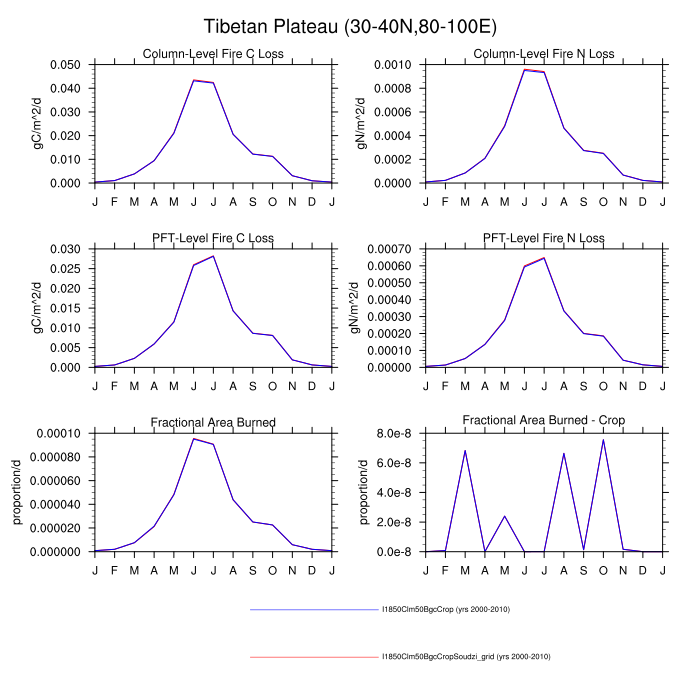 Tibetan Plateau (30-40N,80-100E)
Column-Level Fire C Loss
gC/m^2/d
0.050
0.040
0.030
0.020
0.010
0.000
J F M A M J J A S O N D J
Column-Level Fire N Loss
gN/m^2/d
0.0010
0.0008
0.0006
0.0004
0.0002
0.0000
J F M A M J J A S O N D J
PFT-Level Fire C Loss
gC/m^2/d
0.030
0.025
0.020
0.015
0.010
0.005
0.000
J F M A M J J A S O N D J
PFT-Level Fire N Loss
gN/m^2/d
0.00070
0.00060
0.00050
0.00040
0.00030
0.00020
0.00010
0.00000
J F M A M J J A S O N D J
Fractional Area Burned
proportion/d
0.00010
0.000080
0.000060
0.000040
0.000020
0.000000
J F M A M J J A S O N D J
Fractional Area Burned - Crop
proportion/d
8.0e-8
6.0e-8
4.0e-8
2.0e-8
0.0e-8
J F M A M J J A S O N D J
I1850Clm50BgcCrop (yrs 2000-2010)
I1850Clm50BgcCropSoudzi_grid (yrs 2000-2010)